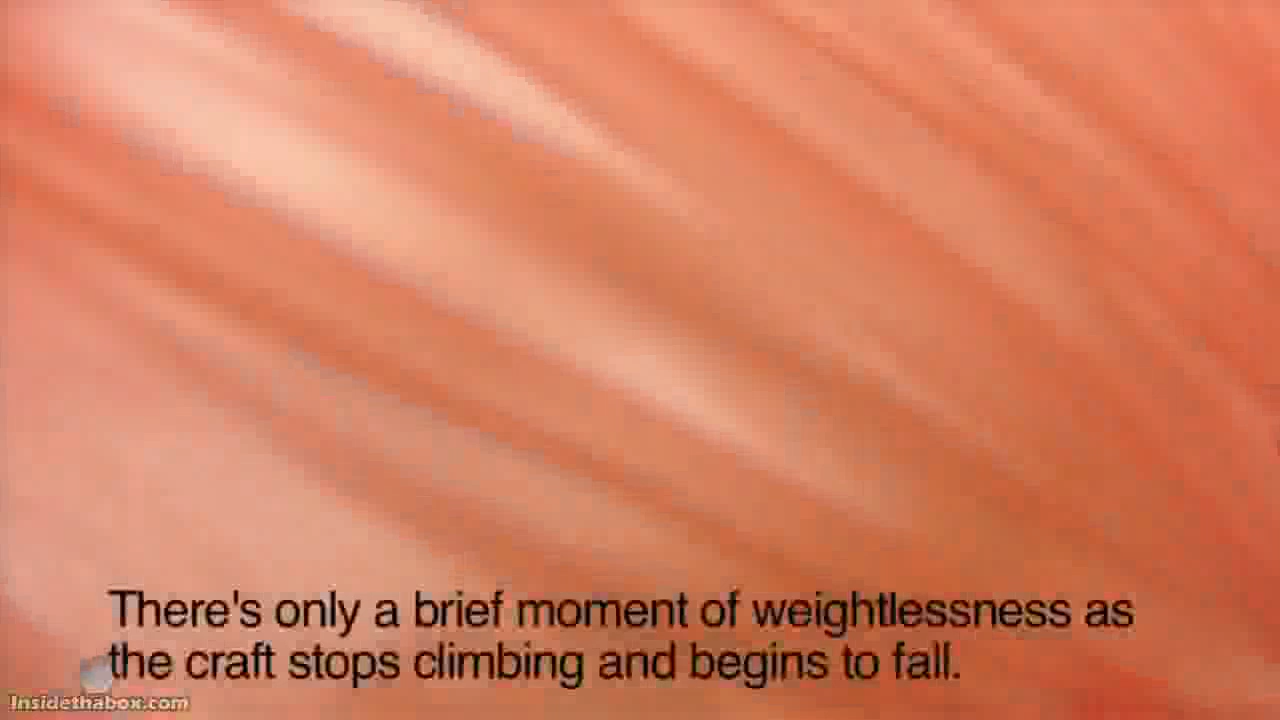 There's only a brief moment of weightlessness as
the craft stops climbing and begins to fall.
Insidethabox.com